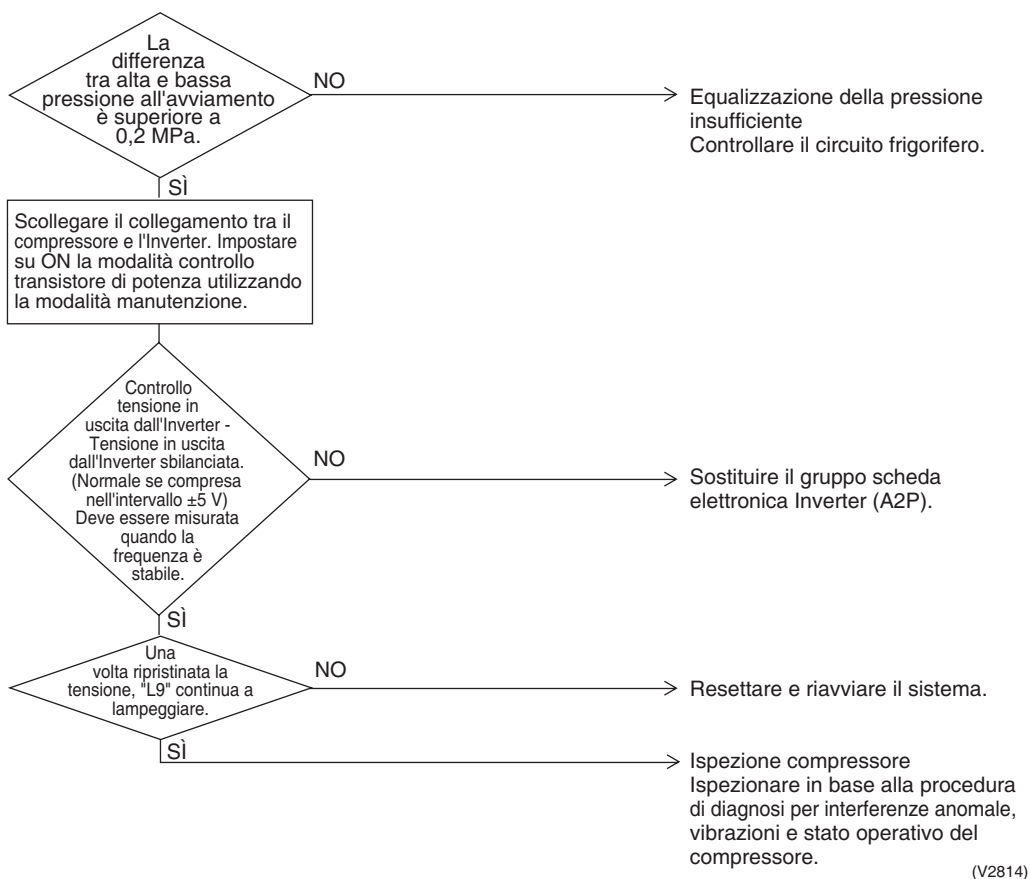 La
differenza
tra alta e bassa
pressione all'avviamento
è superiore a
0,2 MPa.
NO
Equalizzazione della pressione
insufficiente
Controllare il circuito frigorifero.
SÌ
Scollegare il collegamento tra il
compressore e l'Inverter. Impostare
su ON la modalità controllo
transistore di potenza utilizzando
la modalità manutenzione.
Controllo
tensione in
uscita dall'Inverter -
Tensione in uscita
dall'Inverter sbilanciata.
(Normale se compresa
nell'intervallo ±5 V)
Deve essere misurata
quando la
frequenza è
stabile.
NO
Sostituire il gruppo scheda
elettronica Inverter (A2P).
SÌ
Una
volta ripristinata la
tensione, "L9" continua a
lampeggiare.
NO
Resettare e riavviare il sistema.
SÌ
Ispezione compressore
Ispezionare in base alla procedura
di diagnosi per interferenze anomale,
vibrazioni e stato operativo del
compressore.
(V2814)